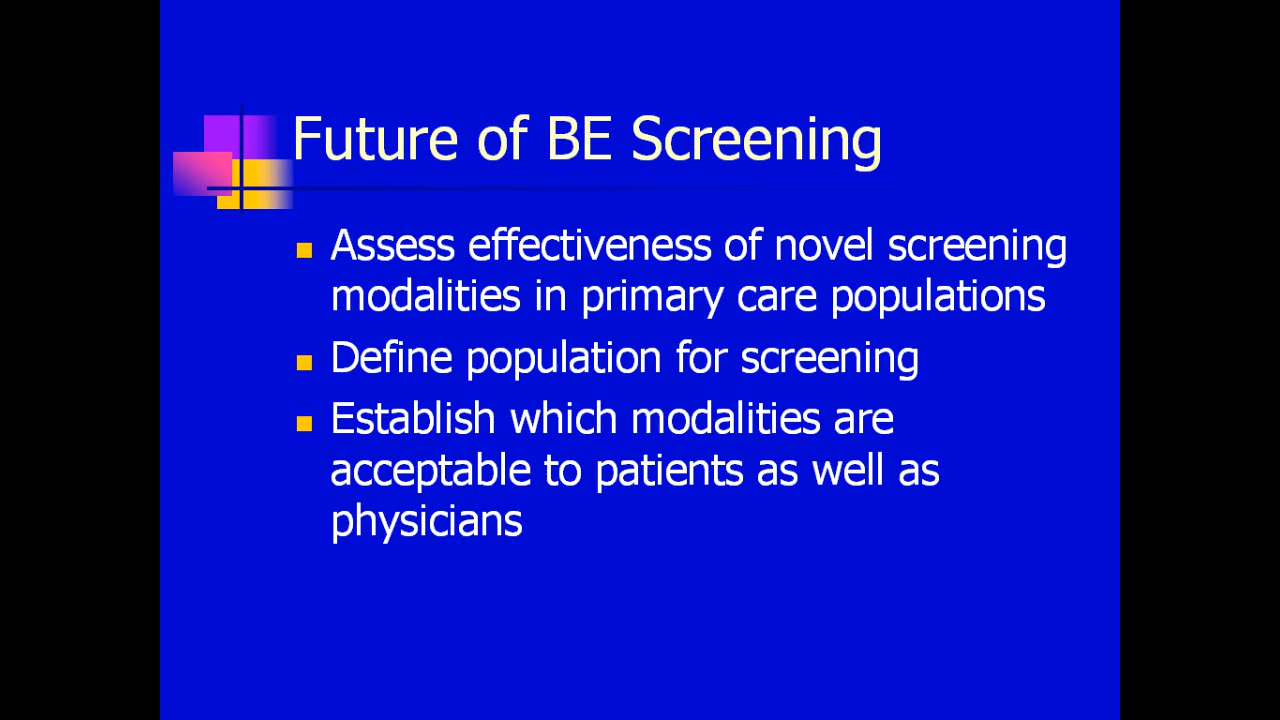 Future of BE Screening
Assess effectiveness of novel screening
modalities in primary care populations
Define population for screening
Establish which modalities are
acceptable to patients as well as
physicians